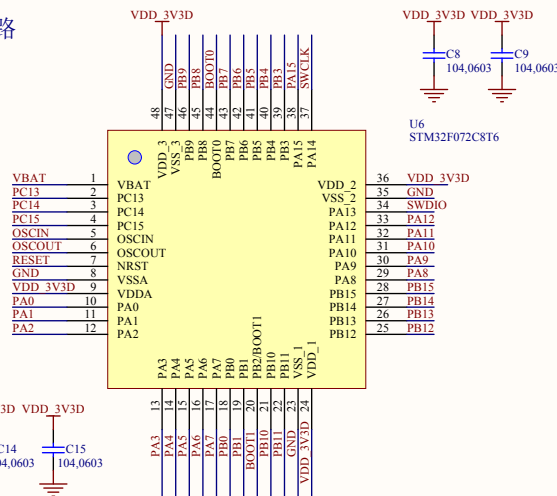 路
VDD_3V3D
VDD_3V3D VDD_3V3D
C8
104,0603
C9
104,0603
U6
STM32F072C8T6
GND
PB9
PB8
BOOT0
PB7
PB6
PB5
PB4
PB3
PA15
SWCLK
48 47 46 45 44 43 42 41 40 39 38 37
VDD_3
VSS_3
PB9
PB8
BOOT0
PB7
PB6
PB5
PB4
PB3
PA15
PA14
VBAT 1 VBAT
PC13 2 PC13
PC14 3 PC14
PC15 4 PC15
OSCIN 5 OSCIN
OSCOUT 6 OSCOUT
RESET 7 NRST
GND 8 VSSA
VDD_3V3D 9 VDDA
PA0 10 PA0
PA1 11 PA1
PA2 12 PA2
VDD_2 36 VDD_3V3D
VSS_2 35 GND
PA13 34 SWDIO
PA12 33 PA12
PA11 32 PA11
PA10 31 PA10
PA9 30 PA9
PA8 29 PA8
PB15 28 PB15
PB14 27 PB14
PB13 26 PB13
PB12 25 PB12
PA3
PA4
PA5
PA6
PA7
PB0
PB1
PB2/BOOT1
PB10
PB11
VSS_1
VDD_1
13 14 15 16 17 18 19 20 21 22 23 24
PA3
PA4
PA5
PA6
PA7
PB0
PB1
BOOT1
PB10
PB11
GND
VDD_3V3D
3D VDD_3V3D
C14
04,0603
C15
104,0603